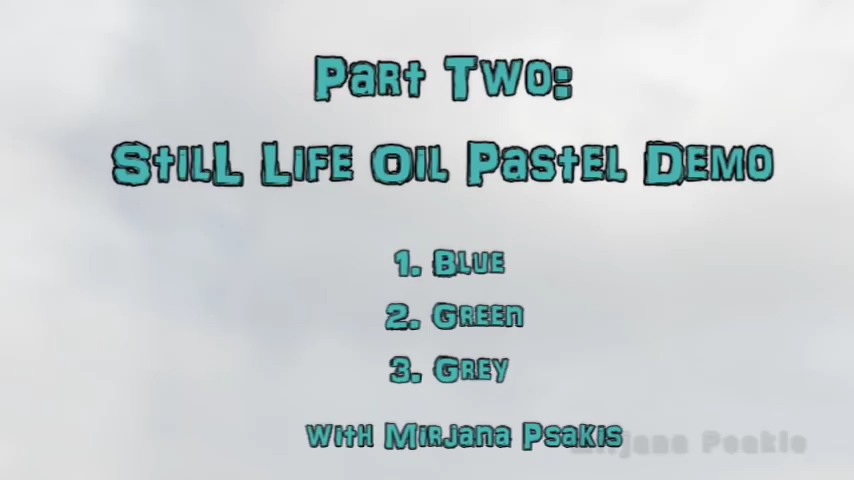 Part Two:
Still Life Oil Pastel Demo
1. Blue
2. Green
3. Grey
with Mirjana Psakis
Mirjana Psakis